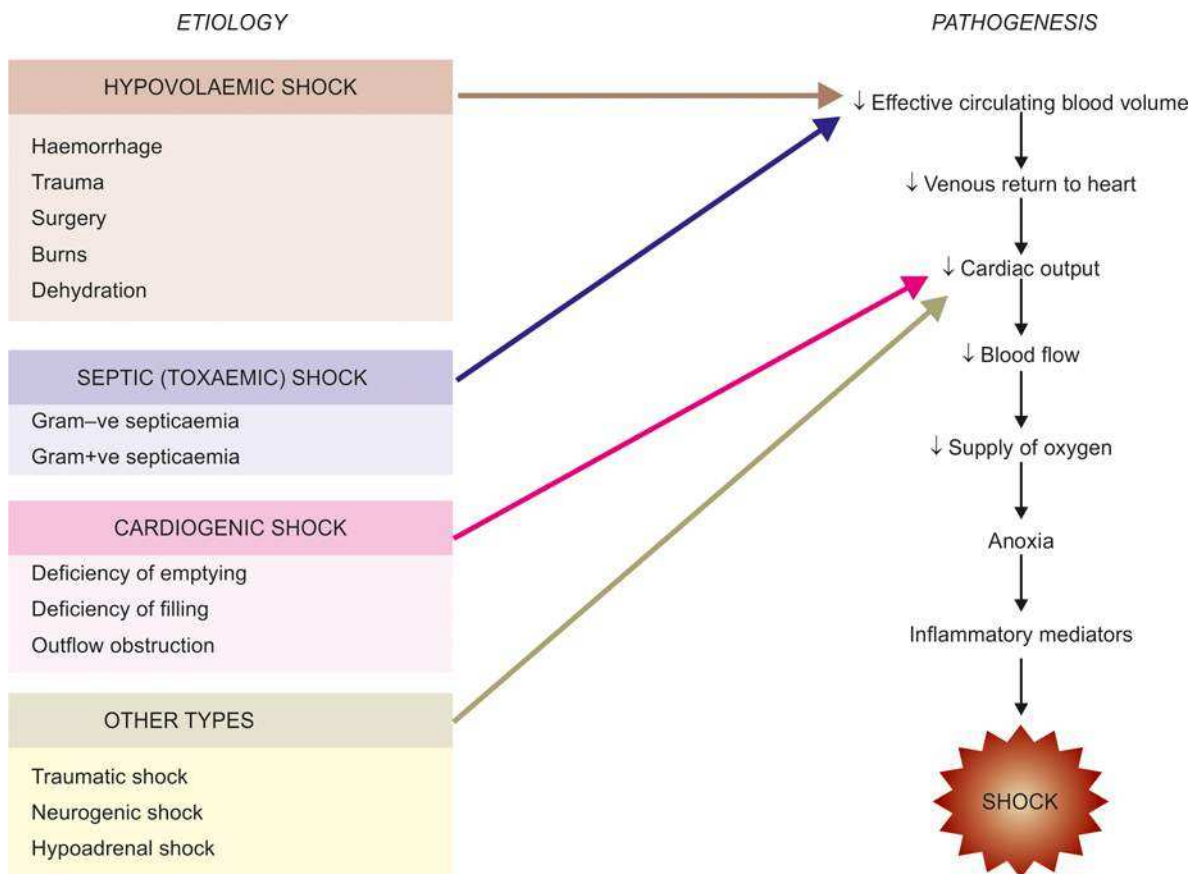 ETIOLOGY
HYPOVOLAEMIC SHOCK
Haemorrhage
Trauma
Surgery
Burns
Dehydration
SEPTIC (TOXAEMIC) SHOCK
Gram–ve septicaemia
Gram+ve septicaemia
CARDIOGENIC SHOCK
Deficiency of emptying
Deficiency of filling
Outflow obstruction
OTHER TYPES
Traumatic shock
Neurogenic shock
Hypoadrenal shock
PATHOGENESIS
↓ Effective circulating blood volume
↓ Venous return to heart
↓ Cardiac output
↓ Blood flow
↓ Supply of oxygen
Anoxia
Inflammatory mediators
SHOCK